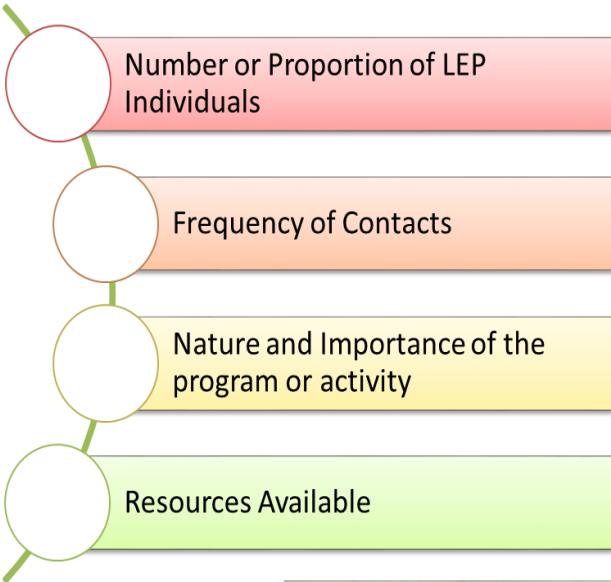 Number or Proportion of LEP
Individuals
Frequency of Contacts
Nature and Importance of the
program or activity
Resources Available